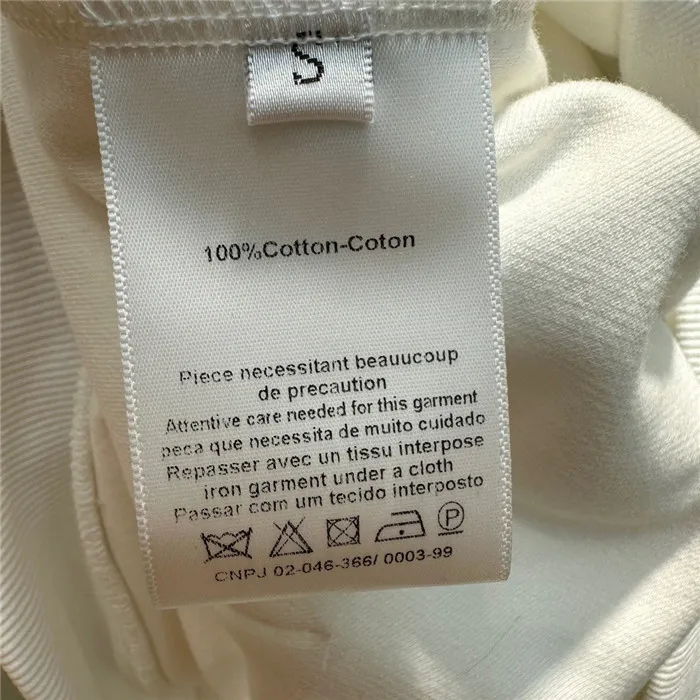 S
100%Cotton-Coton
Piece necessitant beauucoup
de precaution
Attentive care needed for this garment
peca que necessita de muito cuidado
Repasser avec un tissu interpose
iron garment under a cloth
Passar com um tecido interposto
P
CNPJ 02-046-366/ 0003-99